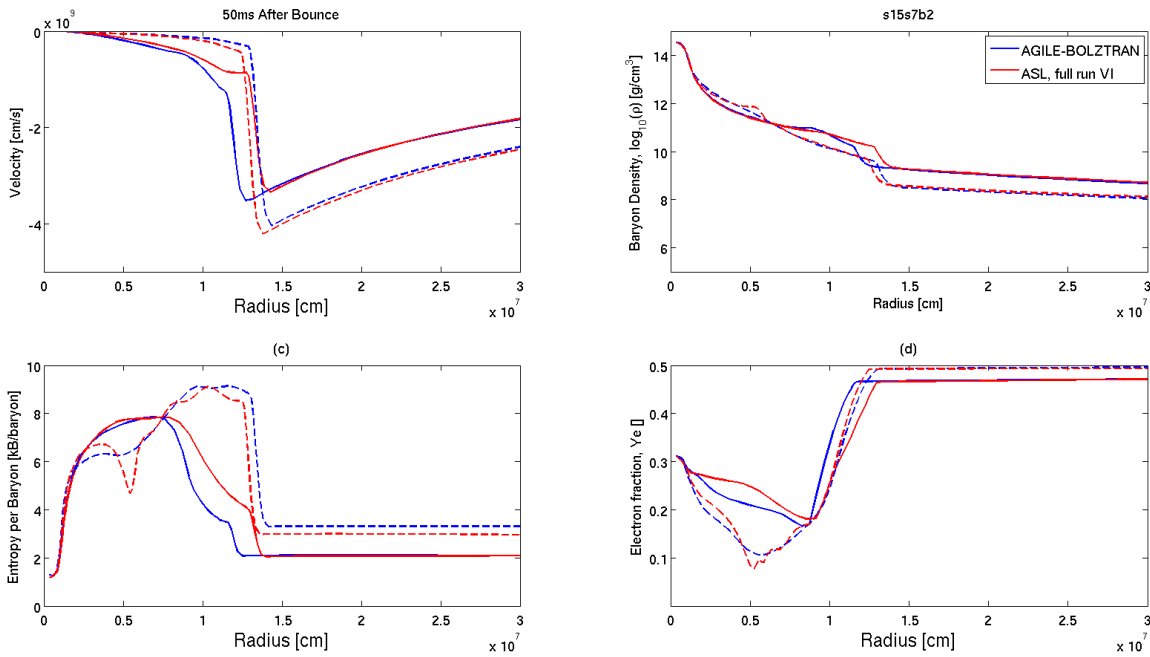 50ms After Bounce
x 10^9
0
-2
-4
Velocity [cm/s]
0 0.5 1 1.5 2 2.5 3
Radius [cm]
x 10^7
s15s7b2
AGILE-BOLZTRAN
ASL, full run VI
14
12
10
8
6
Baryon Density, log_10(ρ) [g/cm^3]
0 0.5 1 1.5 2 2.5 3
Radius [cm]
x 10^7
(c)
10
8
6
4
2
0
Entropy per Baryon [kB/baryon]
0 0.5 1 1.5 2 2.5 3
Radius [cm]
x 10^7
(d)
0.5
0.4
0.3
0.2
0.1
Electron fraction, Ye []
0 0.5 1 1.5 2 2.5 3
Radius [cm]
x 10^7